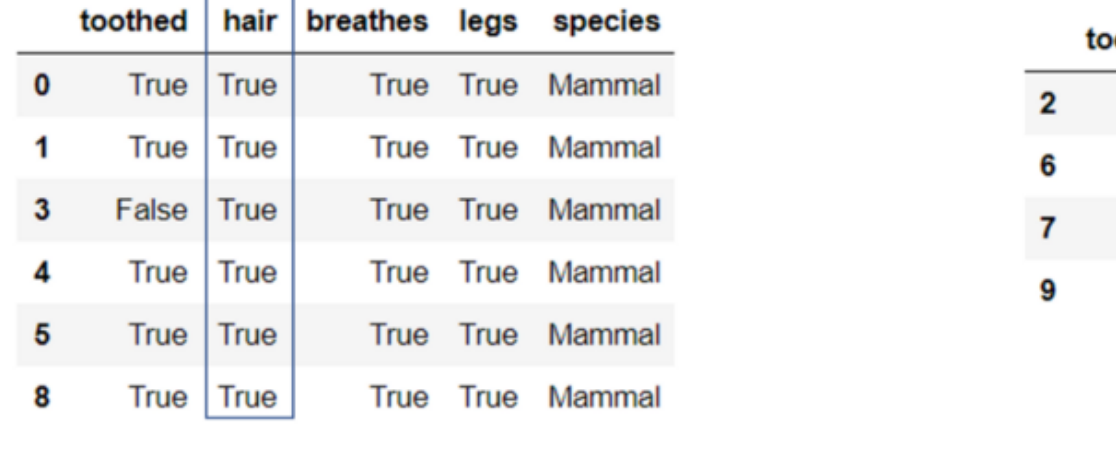 toothed hair breathes legs species
0 True True True True Mammal
1 True True True True Mammal
3 False True True True Mammal
4 True True True True Mammal
5 True True True True Mammal
8 True True True True Mammal
too
2
6
7
9